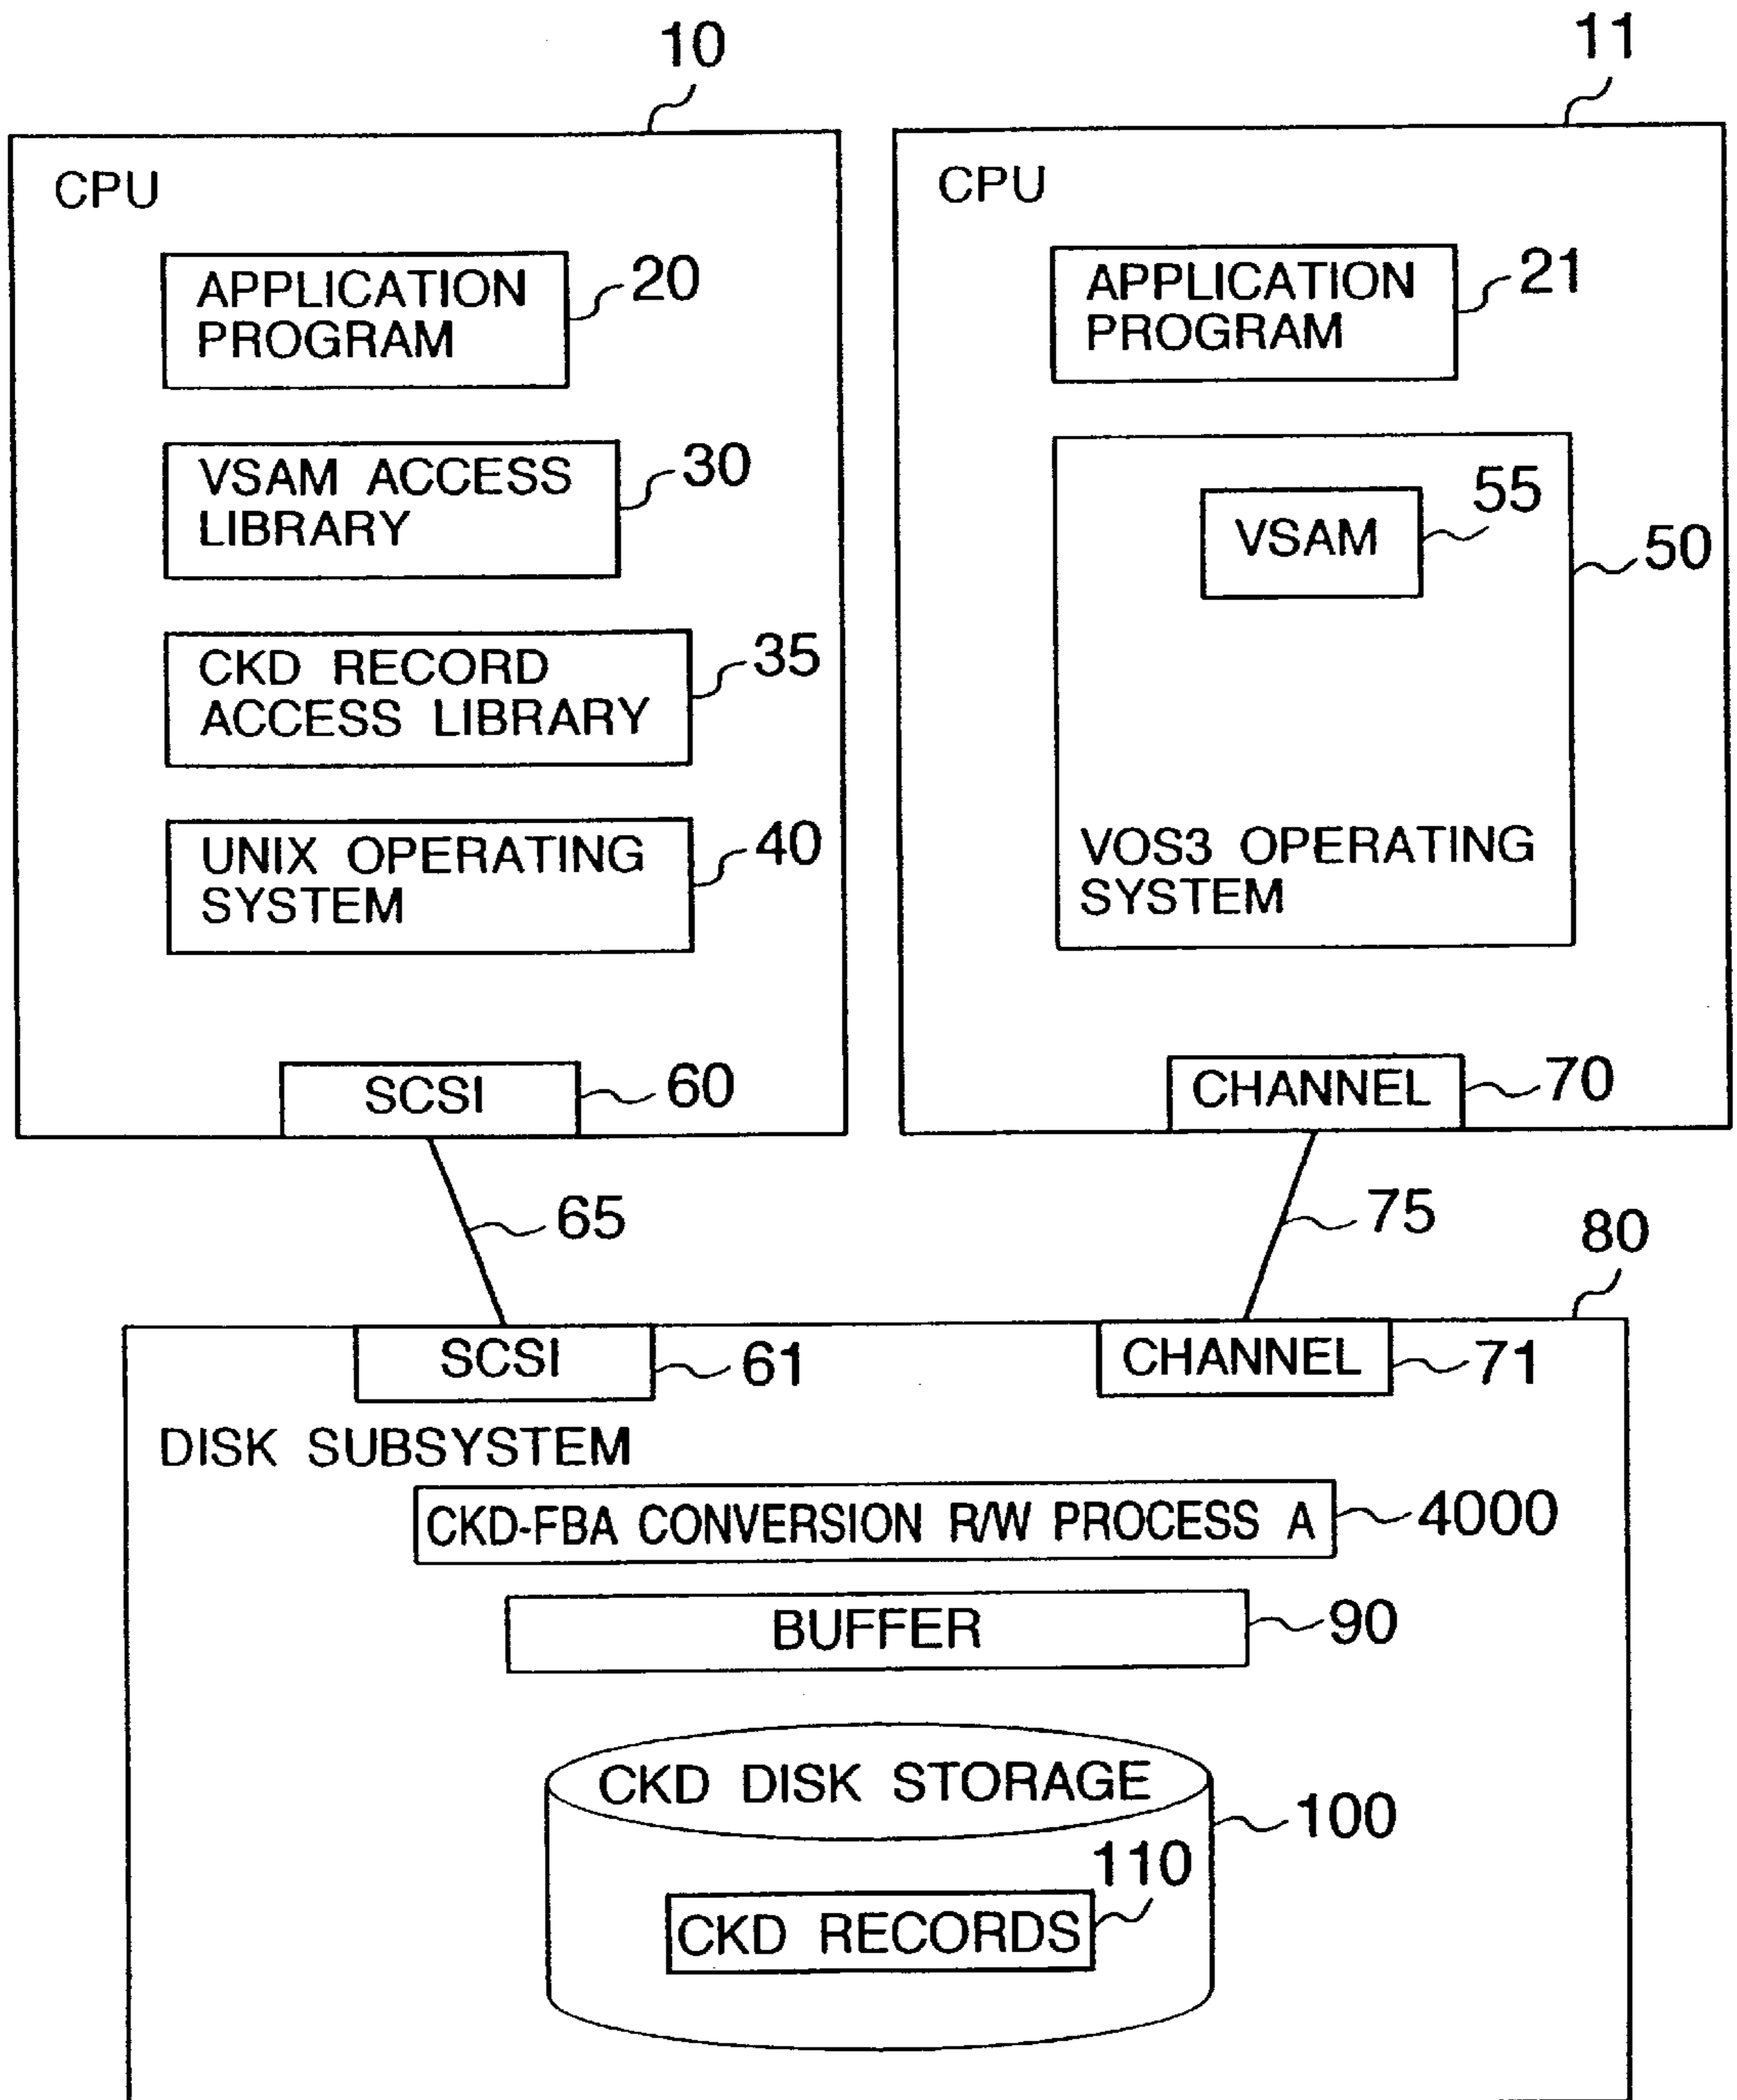 10
11
CPU
CPU
APPLICATION
PROGRAM
20
APPLICATION
PROGRAM
21
VSAM ACCESS
LIBRARY
30
VSAM
55
50
CKD RECORD
ACCESS LIBRARY
35
UNIX OPERATING
SYSTEM
40
VOS3 OPERATING
SYSTEM
SCSI
60
CHANNEL
70
65
75
80
SCSI
61
CHANNEL
71
DISK SUBSYSTEM
CKD-FBA CONVERSION R/W PROCESS A
4000
BUFFER
90
CKD DISK STORAGE
100
110
CKD RECORDS